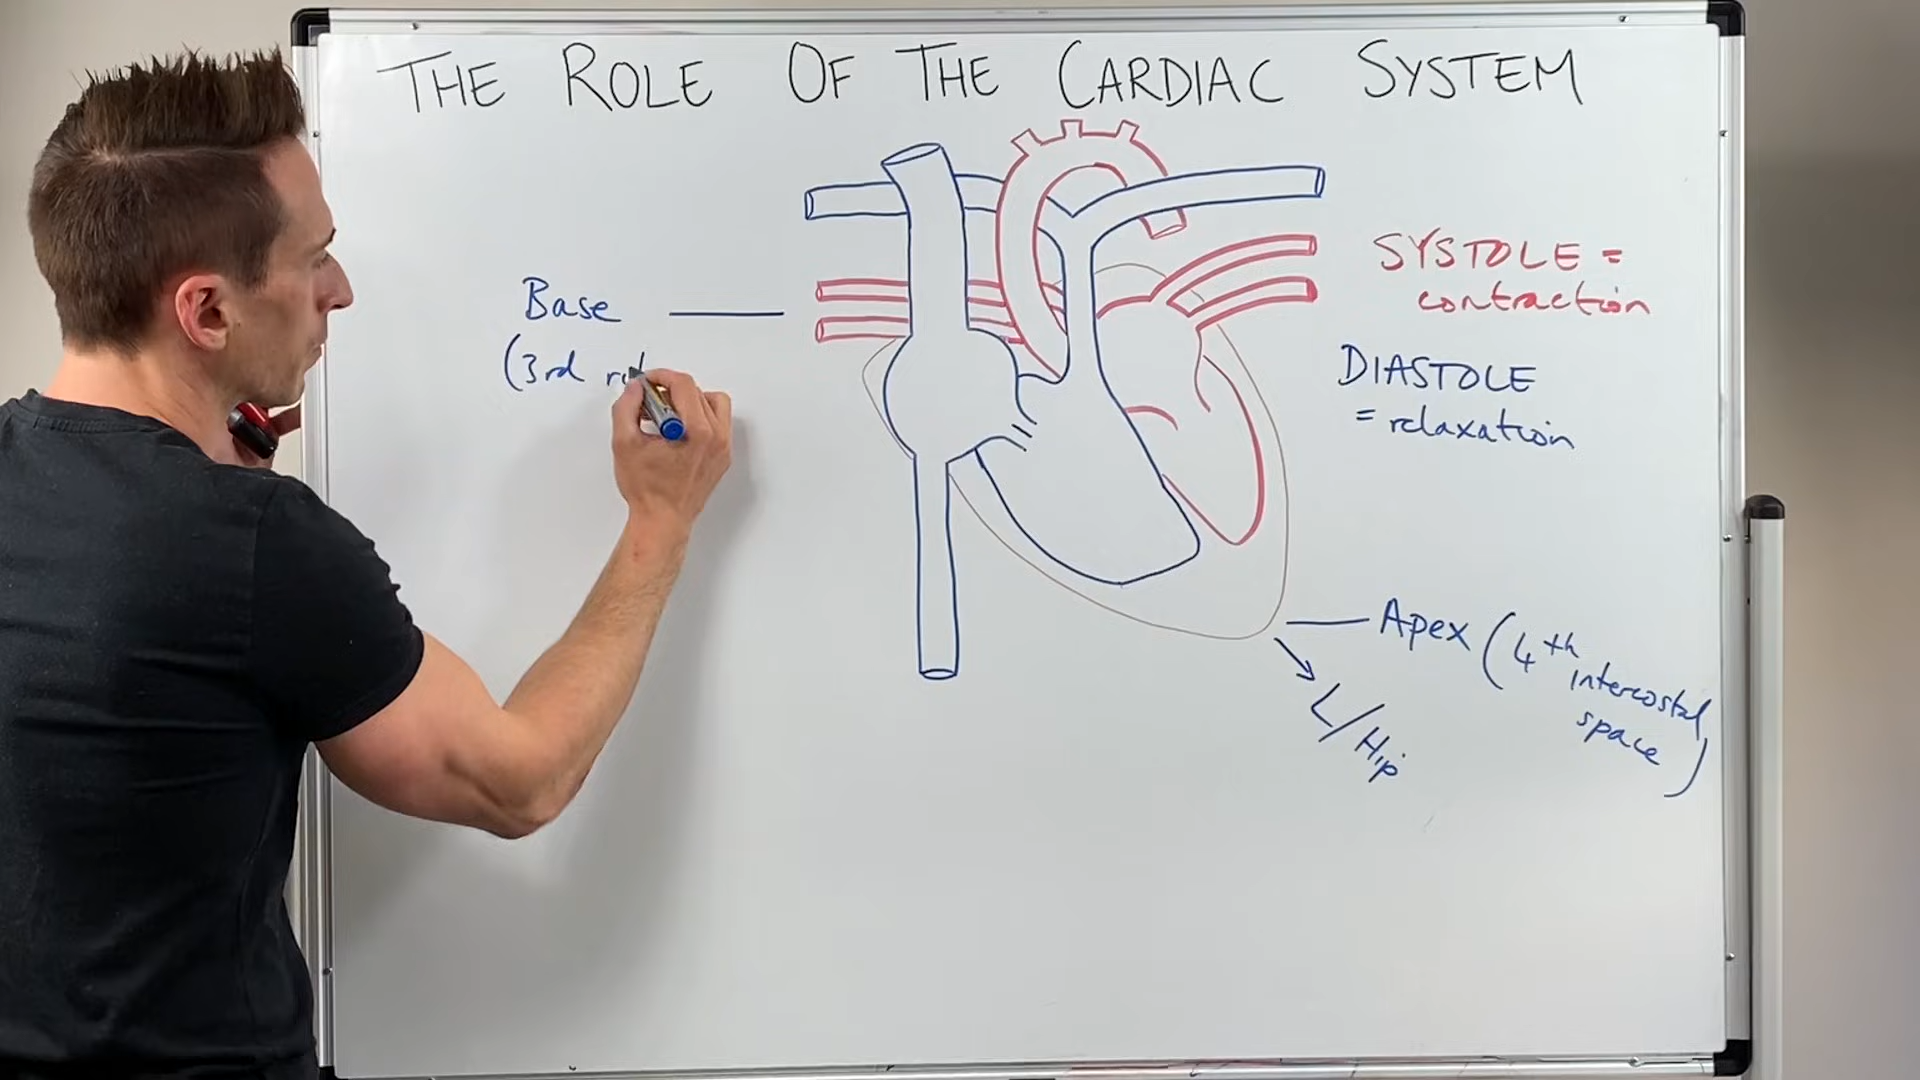 THE ROLE OF THE CARDIAC SYSTEM
Base
(3rd
SYSTOLE =
contraction
DIASTOLE
= relaxation
Apex (4th
intercostal
space)
L/Hip